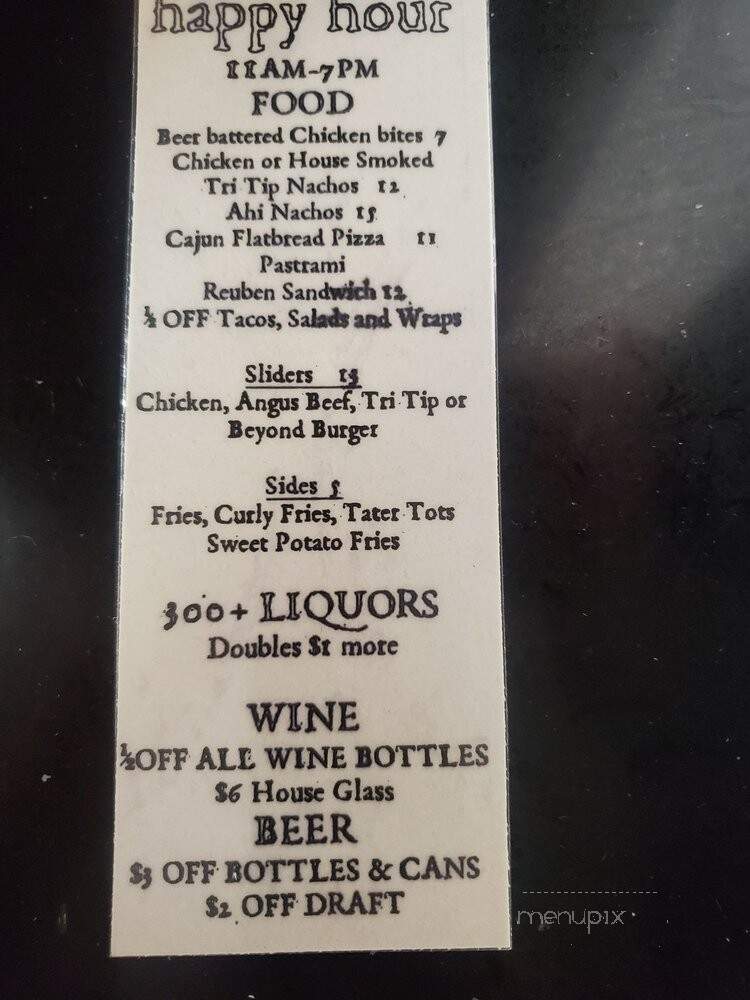 happy hour
11AM-7PM
FOOD
Beer battered Chicken bites 7
Chicken or House Smoked
Tri Tip Nachos 12
Ahi Nachos 15
Cajun Flatbread Pizza 11
Pastrami
Reuben Sandwich 12
½ OFF Tacos, Salads and Wraps
Sliders 13
Chicken, Angus Beef, Tri Tip or
Beyond Burger
Sides 5
Fries, Curly Fries, Tater Tots
Sweet Potato Fries
300+ LIQUORS
Doubles $1 more
WINE
½OFF ALL WINE BOTTLES
$6 House Glass
BEER
$3 OFF BOTTLES & CANS
$2 OFF DRAFT
menupix